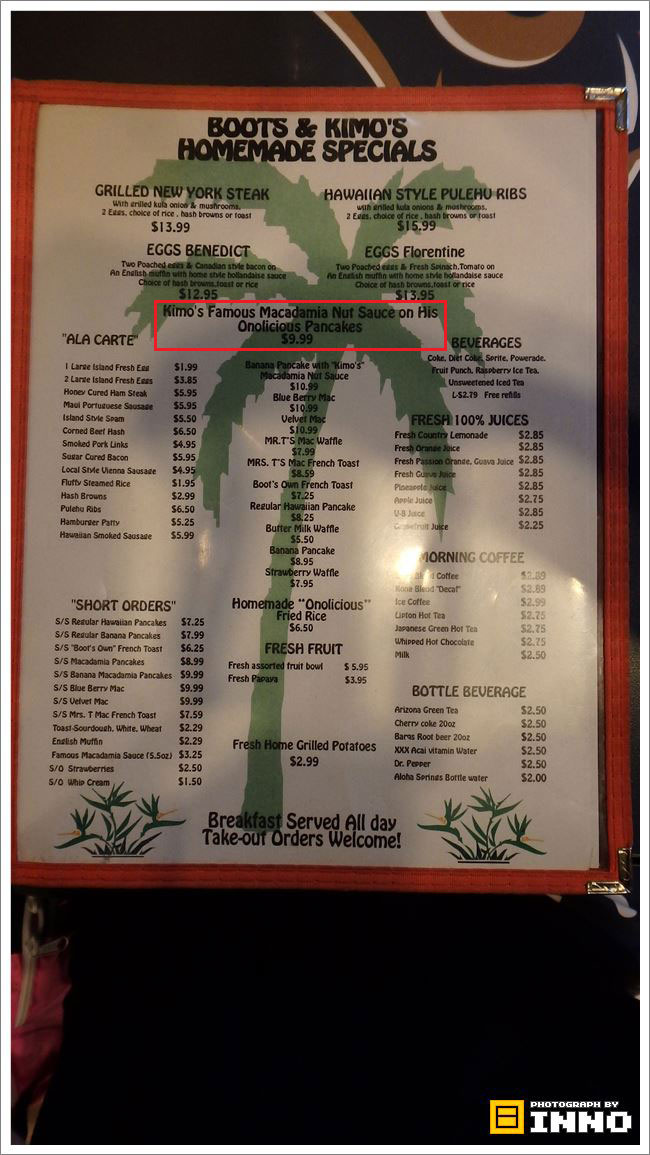 BOOTS & KIMO'S
HOMEMADE SPECIALS
GRILLED NEW YORK STEAK
With grilled kula onion & mushrooms,
2 Eggs, choice of rice , hash browns or toast
$13.99
HAWAIIAN STYLE PULEHU RIBS
with grilled kula onions & mushrooms,
2 Eggs, choice of rice, hash browns or toast
$15.99
EGGS BENEDICT
Two Poached eggs & Canadian style bacon on
An English muffin with home style hollandaise sauce
Choice of hash browns,toast or rice
$12.95
EGGS Florentine
Two Poached eggs & Fresh Spinach,Tomato on
An English muffin with home style hollandaise sauce
Choice of hash browns,toast or rice
$13.95
Kimo's Famous Macadamia Nut Sauce on His
Onolicious Pancakes
$9.99
"ALA CARTE"
1 Large Island Fresh Egg $1.99
2 Large Island Fresh Eggs $3.85
Honey Cured Ham Steak $5.95
Maui Portuguese Sausage $5.95
Island Style Spam $5.50
Corned Beef Hash $6.50
Smoked Pork Links $4.95
Sugar Cured Bacon $5.95
Local Style Vienna Sausage $4.95
Fluffy Steamed Rice $1.95
Hash Browns $2.99
Pulehu Ribs $6.50
Hamburger Patty $5.25
Hawaiian Smoked Sausage $5.99
Banana Pancake with "Kimo's"
Macadamia Nut Sauce
$10.99
Blue Berry Mac
$10.99
Velvet Mac
$10.99
MR.T'S Mac Waffle
$7.99
MRS. T'S Mac French Toast
$8.59
Boot's Own French Toast
$7.25
Regular Hawaiian Pancake
$8.25
Butter Milk Waffle
$5.50
Banana Pancake
$8.95
Strawberry Waffle
$7.95
BEVERAGES
Coke, Diet Coke, Sprite, Powerade,
Fruit Punch, Raspberry Ice Tea,
Unsweetened Iced Tea
L-$2.79 Free refills
FRESH 100% JUICES
Fresh Country Lemonade $2.85
Fresh Orange Juice $2.85
Fresh Passion Orange, Guava Juice $2.85
Fresh Guava Juice $2.85
Pineapple Juice $2.85
Apple Juice $2.75
V-8 Juice $2.85
Grapefruit Juice $2.25
MORNING COFFEE
Coffee $2.89
Kona Blend "Decaf" $2.89
Ice Coffee $2.99
Lipton Hot Tea $2.75
Japanese Green Hot Tea $2.75
Whipped Hot Chocolate $2.75
Milk $2.50
"SHORT ORDERS"
S/S Regular Hawaiian Pancakes $7.25
S/S Regular Banana Pancakes $7.99
S/S "Boot's Own" French Toast $6.25
S/S Macadamia Pancakes $8.99
S/S Banana Macadamia Pancakes $9.99
S/S Blue Berry Mac $9.99
S/S Velvet Mac $9.99
S/S Mrs. T Mac French Toast $7.59
Toast-Sourdough, White, Wheat $2.29
English Muffin $2.29
Famous Macadamia Sauce (5.5oz) $3.25
S/O Strawberries $2.50
S/O Whip Cream $1.50
Homemade "Onolicious"
Fried Rice
$6.50
FRESH FRUIT
Fresh assorted fruit bowl $ 5.95
Fresh Papaya $3.95
Fresh Home Grilled Potatoes
$2.99
BOTTLE BEVERAGE
Arizona Green Tea $2.50
Cherry coke 20oz $2.50
Barqs Root beer 20oz $2.50
XXX Acai vitamin Water $2.50
Dr. Pepper $2.50
Aloha Springs Bottle water $2.00
Breakfast Served All day
Take-out Orders Welcome!
PHOTOGRAPH BY
INNO